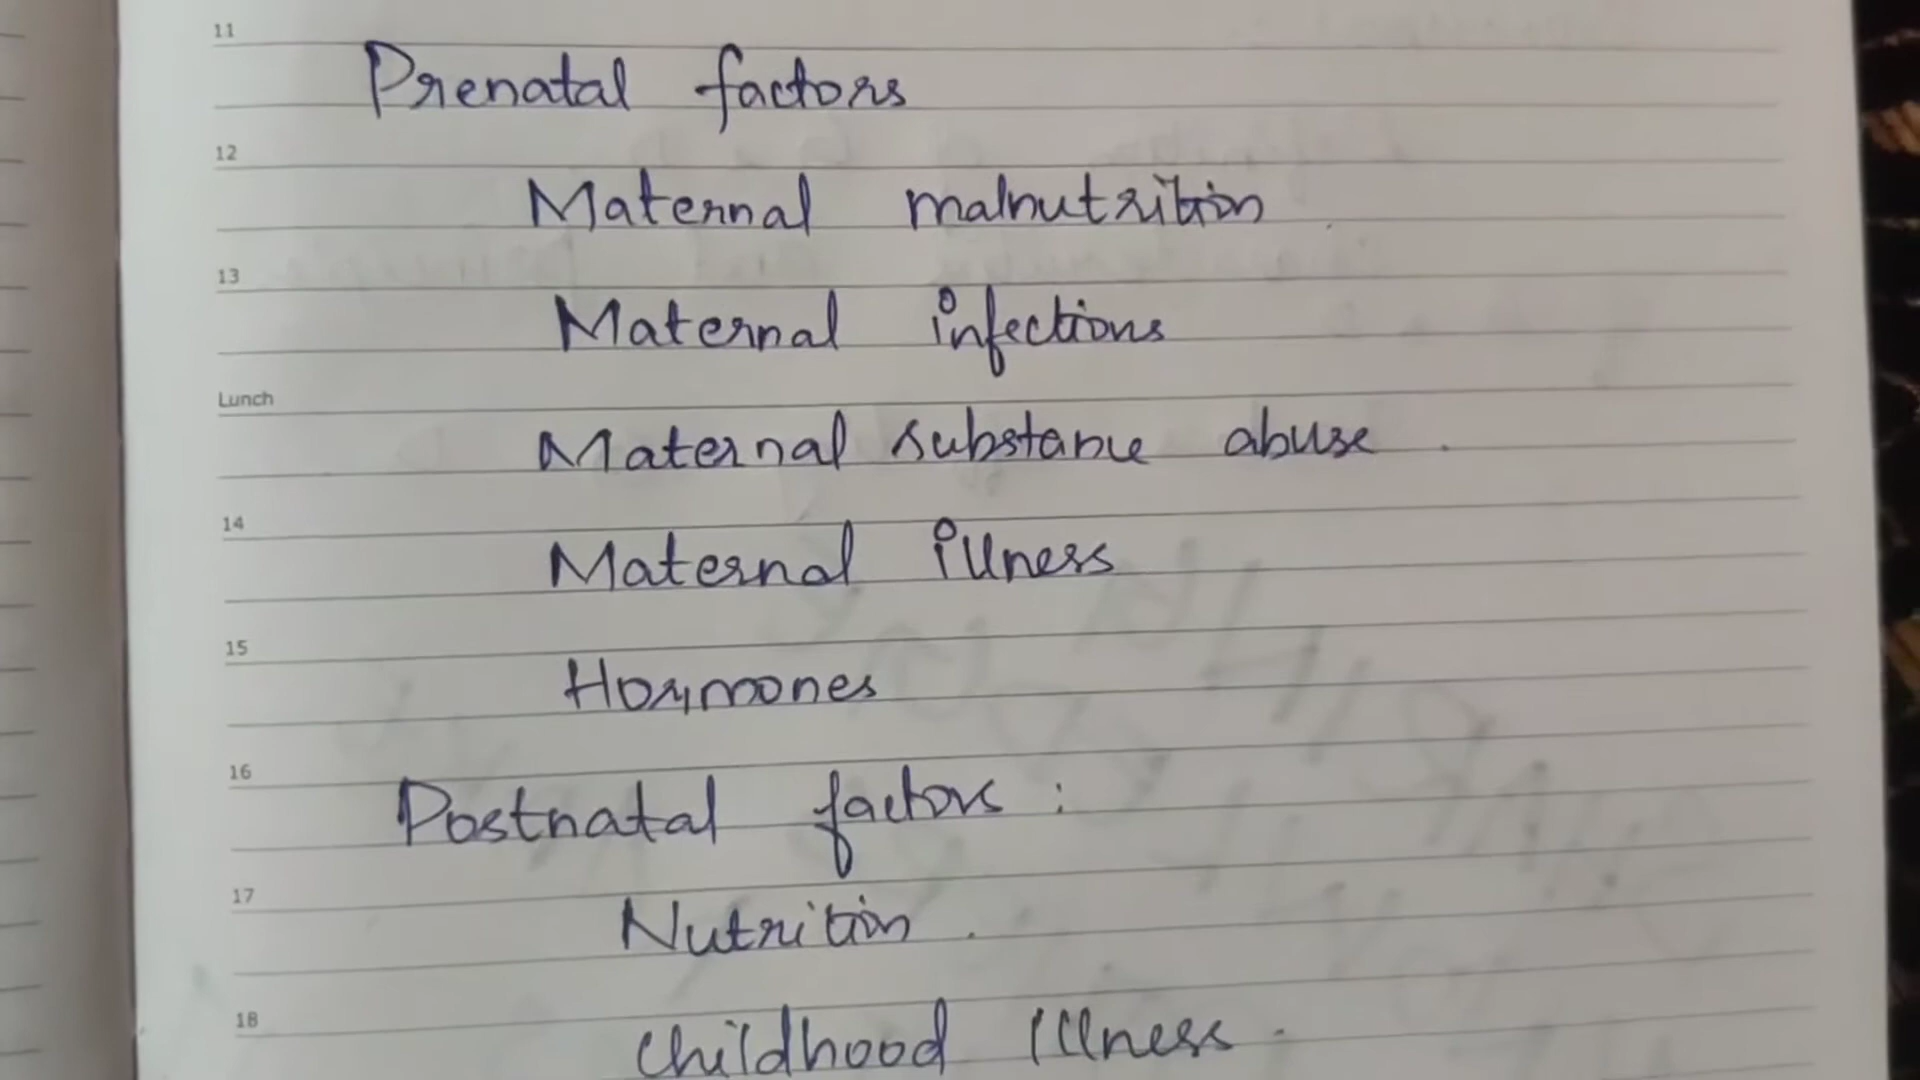 11
Prenatal factors
12
Maternal malnutrition
13
Maternal infections
Lunch
Maternal substance abuse.
14
Maternal illness
15
Hormones
16
Postnatal factors:
17
Nutrition.
18
Childhood Illness.